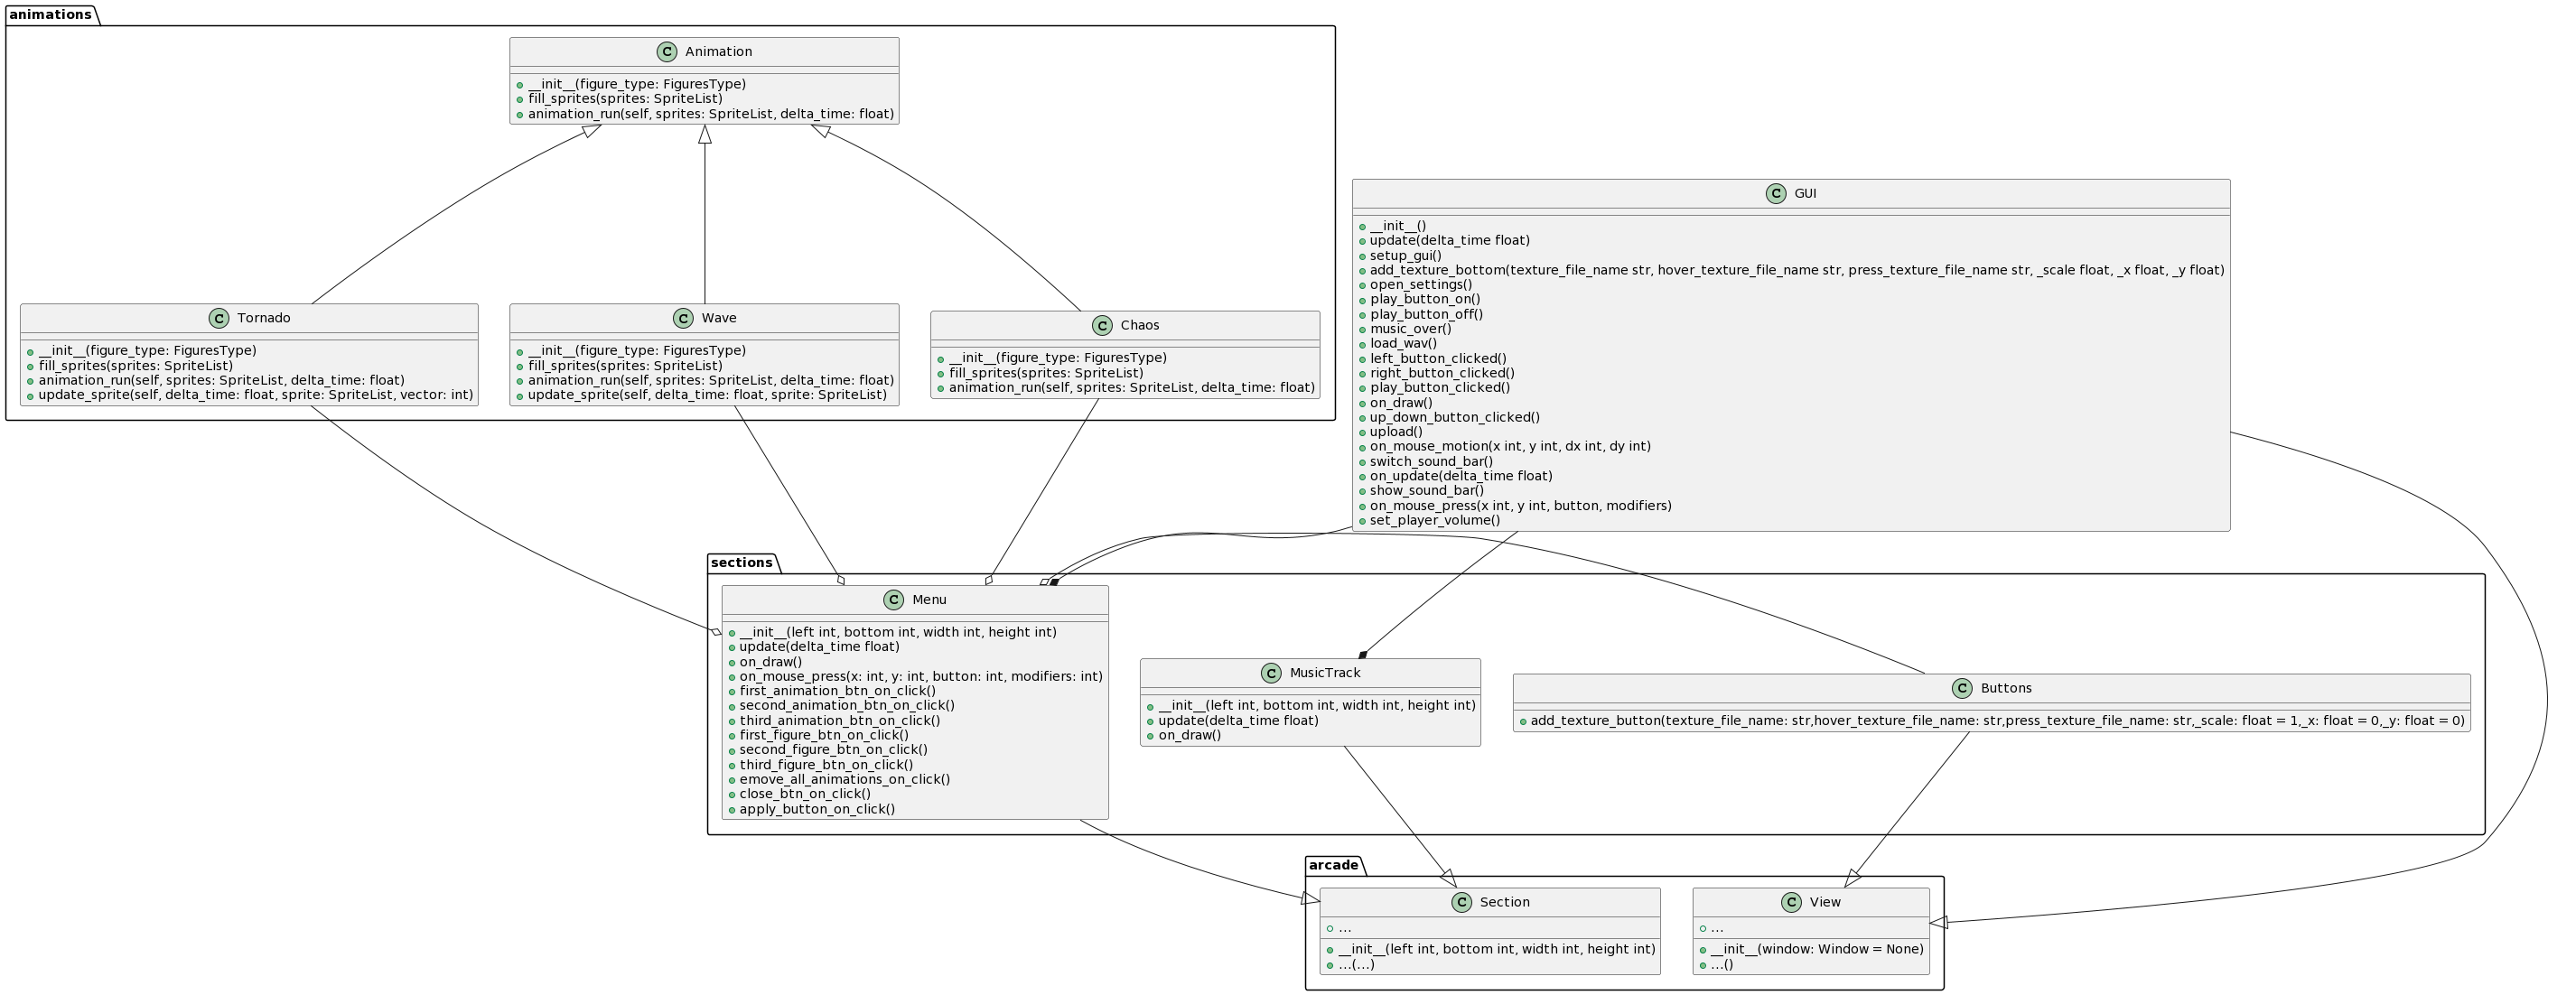 animations
C Animation
__init__(figure_type: FiguresType)
fill_sprites(sprites: SpriteList)
animation_run(self, sprites: SpriteList, delta_time: float)
C Tornado
__init__(figure_type: FiguresType)
fill_sprites(sprites: SpriteList)
animation_run(self, sprites: SpriteList, delta_time: float)
update_sprite(self, delta_time: float, sprite: SpriteList, vector: int)
C Wave
__init__(figure_type: FiguresType)
fill_sprites(sprites: SpriteList)
animation_run(self, sprites: SpriteList, delta_time: float)
update_sprite(self, delta_time: float, sprite: SpriteList)
C Chaos
__init__(figure_type: FiguresType)
fill_sprites(sprites: SpriteList)
animation_run(self, sprites: SpriteList, delta_time: float)
C GUI
__init__()
update(delta_time float)
setup_gui()
add_texture_bottom(texture_file_name str, hover_texture_file_name str, press_texture_file_name str, _scale float, _x float, _y float)
open_settings()
play_button_on()
play_button_off()
music_over()
load_wav()
left_button_clicked()
right_button_clicked()
play_button_clicked()
on_draw()
up_down_button_clicked()
upload()
on_mouse_motion(x int, y int, dx int, dy int)
switch_sound_bar()
on_update(delta_time float)
show_sound_bar()
on_mouse_press(x int, y int, button, modifiers)
set_player_volume()
sections
C Menu
__init__(left int, bottom int, width int, height int)
update(delta_time float)
on_draw()
on_mouse_press(x: int, y: int, button: int, modifiers: int)
first_animation_btn_on_click()
second_animation_btn_on_click()
third_animation_btn_on_click()
first_figure_btn_on_click()
second_figure_btn_on_click()
third_figure_btn_on_click()
emove_all_animations_on_click()
close_btn_on_click()
apply_button_on_click()
C MusicTrack
__init__(left int, bottom int, width int, height int)
update(delta_time float)
on_draw()
C Buttons
add_texture_button(texture_file_name: str,hover_texture_file_name: str,press_texture_file_name: str,_scale: float = 1,_x: float = 0,_y: float = 0)
arcade
C Section
...
__init__(left int, bottom int, width int, height int)
...(...)
C View
...
__init__(window: Window = None)
...()